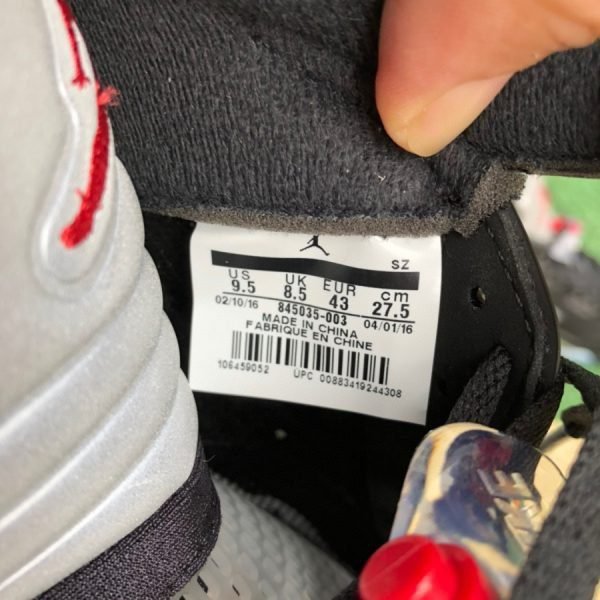 SZ
US UK EUR cm
9.5 8.5 43 27.5
02/10/16 845035-003 04/01/16
MADE IN CHINA
FABRIQUE EN CHINE
106459052 UPC 00883419244308